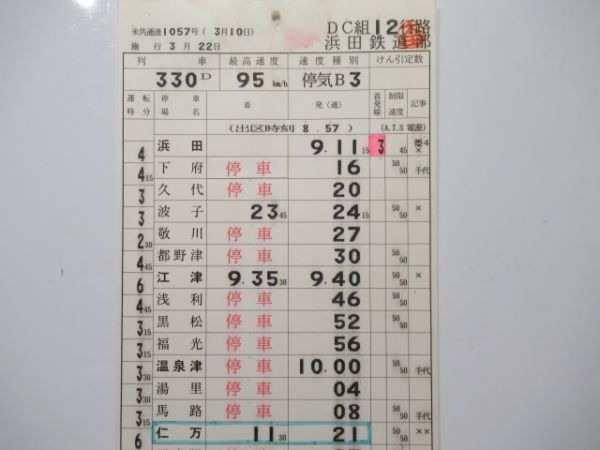 米共通達1057号( 3月10日) DC組12行路
施 行 3 月 22日 浜田鉄道部
列 車 最高速度 速度種別 けん引定数
330D 95km/h 停気B3
運転時分 停車場名 着 発(通) 着発線 制限速度 記事
(出区時刻 8.57) (A.T.S 電源)
浜田 9.11 15 3 45 × 4
4 下府 停車 16 50 50 手代
4 15 久代 停車 20
3 波子 23 45 24 15 50 50 ×
3 敬川 停車 27
2 30 都野津 停車 30 50 50
4 45 江津 9.35 30 9.40 50 50 ×
6 浅利 停車 46 50 50
4 45 黒松 停車 52
3 15 福光 停車 56
3 15 温泉津 停車 10.00 50 50 手代
3 30 湯里 停車 04
3 30 馬路 停車 08 50 50 手代
3 15 仁万 11 30 21 50 50 ××
6